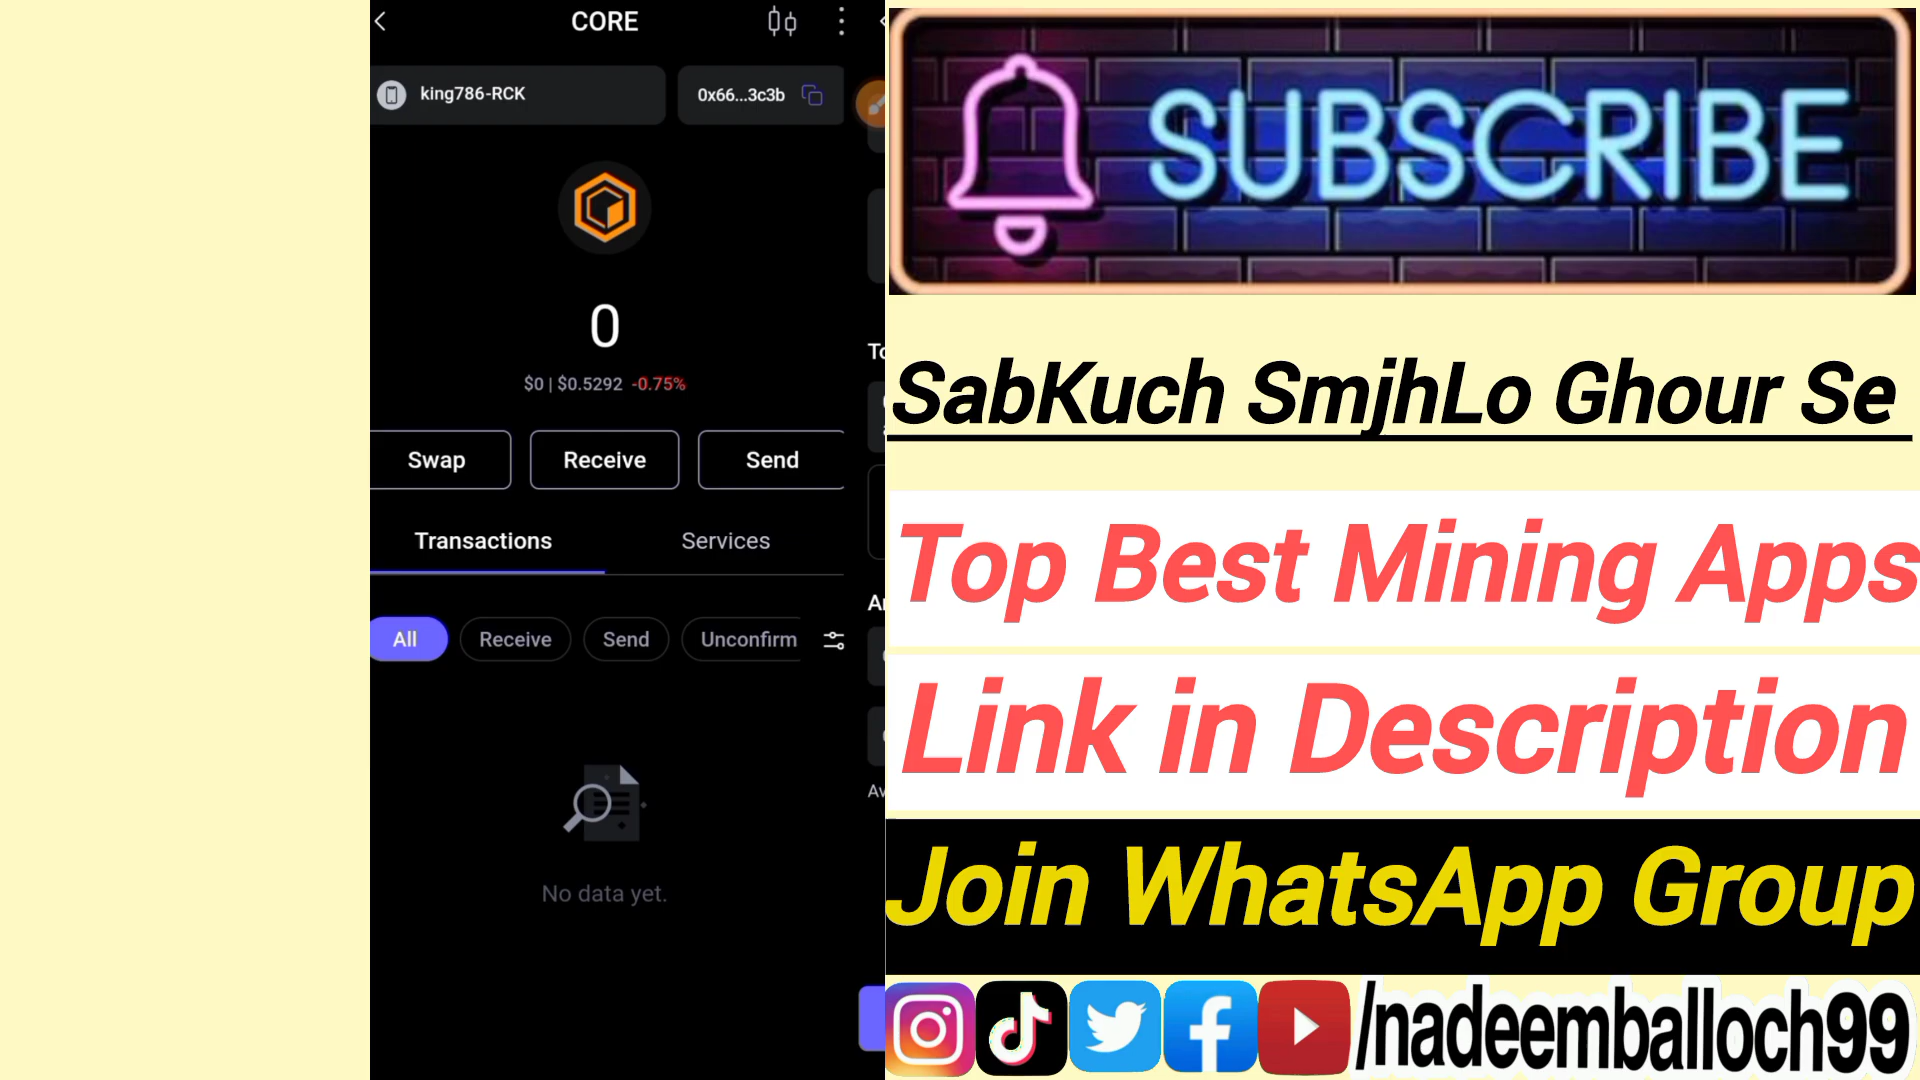 CORE
king786-RCK
0x66...3c3b
0
$0 | $0.5292 -0.75%
Swap
Receive
Send
Transactions
Services
All
Receive
Send
Unconfirm
No data yet.
SUBSCRIBE
SabKuch SmjhLo Ghour Se
Top Best Mining Apps
Link in Description
Join WhatsApp Group
/nadeemballoch99